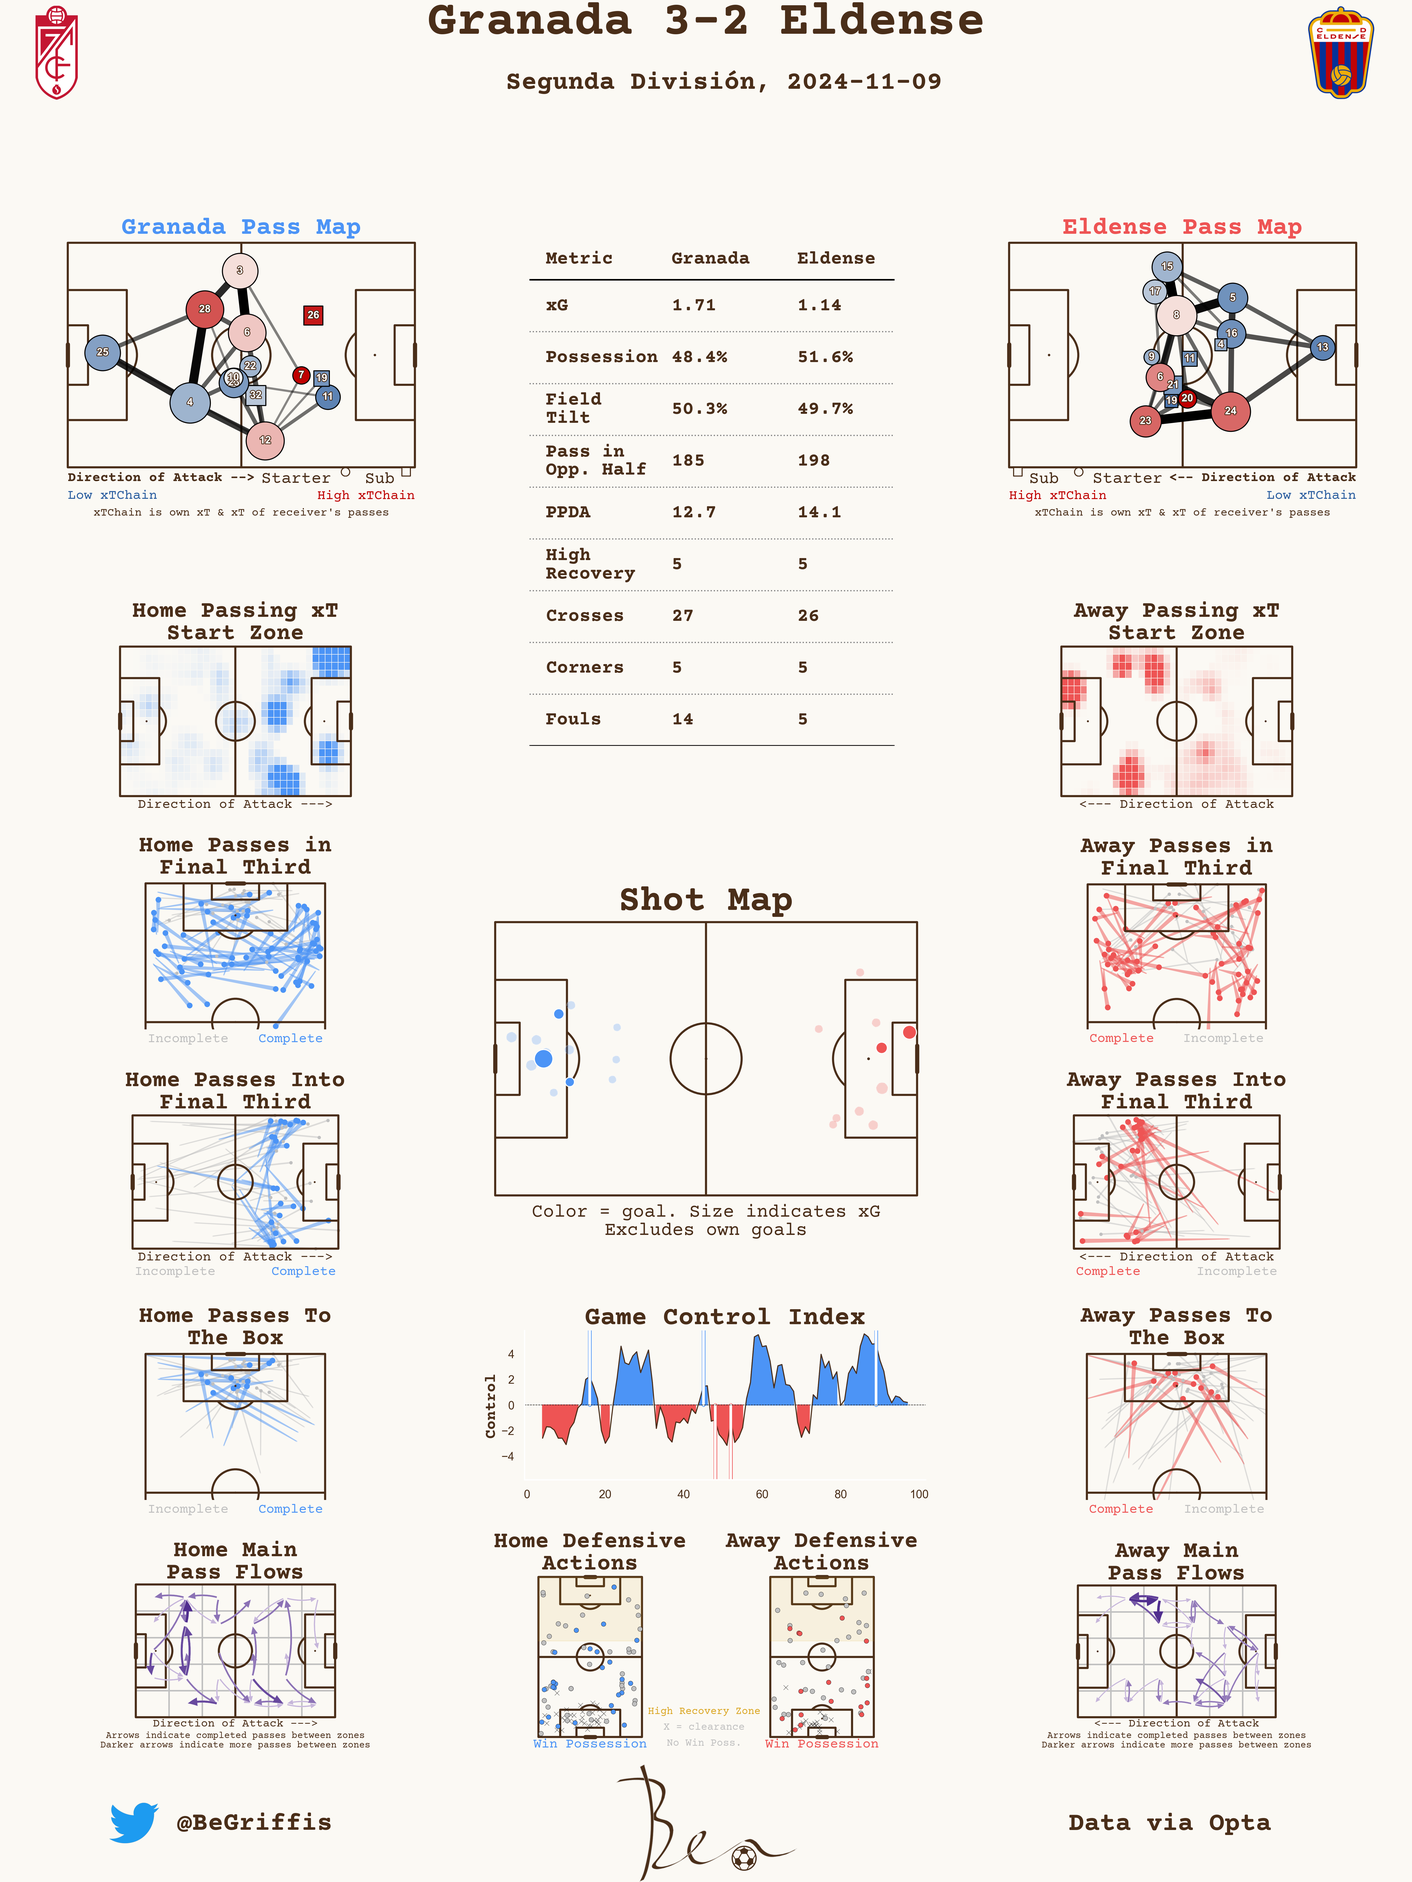 Granada 3-2 Eldense
Segunda División, 2024-11-09
C D
ELDENSE
Granada Pass Map
3
28
26
6
25
22
10
7
19
32
11
4
12
Direction of Attack --> Starter Sub
Low xTChain High xTChain
xTChain is own xT & xT of receiver's passes
Metric Granada Eldense
xG 1.71 1.14
Possession 48.4% 51.6%
Field
Tilt 50.3% 49.7%
Pass in
Opp. Half 185 198
PPDA 12.7 14.1
High
Recovery 5 5
Crosses 27 26
Corners 5 5
Fouls 14 5
Eldense Pass Map
15
17
5
8
16
4
13
9
11
6
21
19
20
24
23
Sub Starter <-- Direction of Attack
High xTChain Low xTChain
xTChain is own xT & xT of receiver's passes
Home Passing xT
Start Zone
Direction of Attack --->
Away Passing xT
Start Zone
<--- Direction of Attack
Home Passes in
Final Third
Incomplete Complete
Away Passes in
Final Third
Complete Incomplete
Shot Map
Color = goal. Size indicates xG
Excludes own goals
Home Passes Into
Final Third
Direction of Attack --->
Incomplete Complete
Away Passes Into
Final Third
<--- Direction of Attack
Complete Incomplete
Home Passes To
The Box
Incomplete Complete
Game Control Index
Control
4
2
0
−2
−4
0 20 40 60 80 100
Away Passes To
The Box
Complete Incomplete
Home Main
Pass Flows
Direction of Attack --->
Arrows indicate completed passes between zones
Darker arrows indicate more passes between zones
Home Defensive
Actions
Win Possession
Away Defensive
Actions
Win Possession
High Recovery Zone
X = clearance
No Win Poss.
Away Main
Pass Flows
<--- Direction of Attack
Arrows indicate completed passes between zones
Darker arrows indicate more passes between zones
@BeGriffis
Ben
Data via Opta